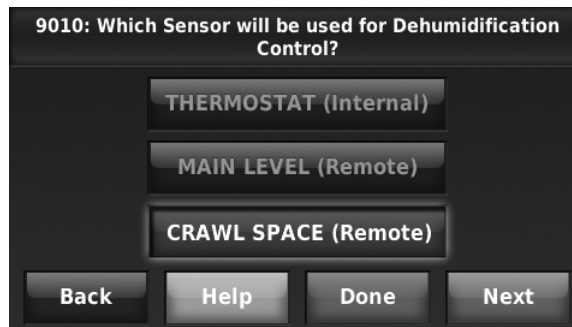 9010: Which Sensor will be used for Dehumidification
Control?
THERMOSTAT (Internal)
MAIN LEVEL (Remote)
CRAWL SPACE (Remote)
Back Help Done Next